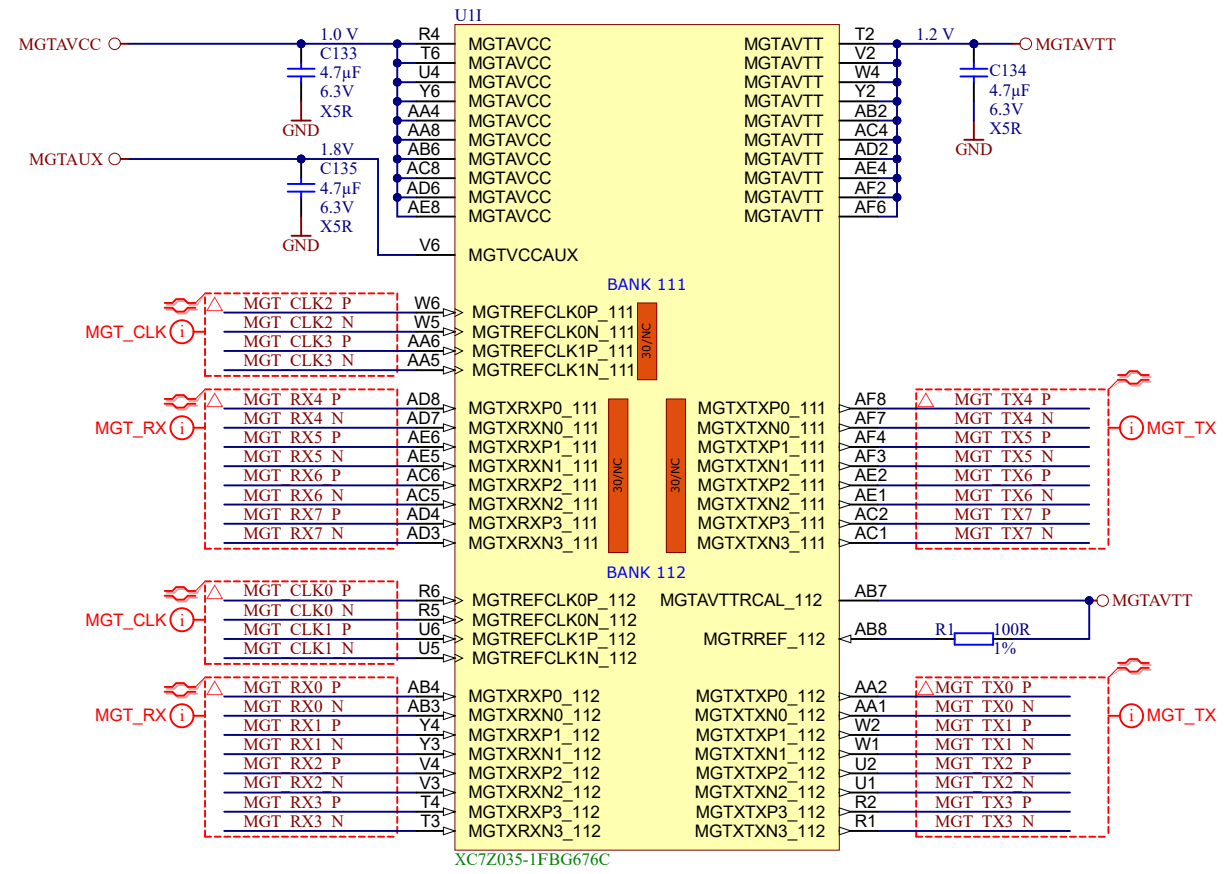 U1I
MGTAVCC 1.0 V R4 MGTAVCC MGTAVTT T2 1.2 V MGTAVTT
C133 T6 MGTAVCC MGTAVTT V2
4.7µF U4 MGTAVCC MGTAVTT W4 C134
6.3V Y6 MGTAVCC MGTAVTT Y2 4.7µF
X5R AA4 MGTAVCC MGTAVTT AB2 6.3V
GND AA8 MGTAVCC MGTAVTT AC4 X5R
MGTAUX 1.8V AB6 MGTAVCC MGTAVTT AD2 GND
C135 AC8 MGTAVCC MGTAVTT AE4
4.7µF AD6 MGTAVCC MGTAVTT AF2
6.3V AE8 MGTAVCC MGTAVTT AF6
X5R
GND V6 MGTVCCAUX
BANK 111
MGT_CLK2_P W6 MGTREFCLK0P_111
MGT_CLK i MGT_CLK2_N W5 MGTREFCLK0N_111 30/NC
MGT_CLK3_P AA6 MGTREFCLK1P_111
MGT_CLK3_N AA5 MGTREFCLK1N_111
MGT_RX4_P AD8 MGTXRXP0_111 MGTXTXP0_111 AF8 MGT_TX4_P
MGT_RX i MGT_RX4_N AD7 MGTXRXN0_111 MGTXTXN0_111 AF7 MGT_TX4_N i MGT_TX
MGT_RX5_P AE6 MGTXRXP1_111 MGTXTXP1_111 AF4 MGT_TX5_P
MGT_RX5_N AE5 MGTXRXN1_111 30/NC 30/NC MGTXTXN1_111 AF3 MGT_TX5_N
MGT_RX6_P AC6 MGTXRXP2_111 MGTXTXP2_111 AE2 MGT_TX6_P
MGT_RX6_N AC5 MGTXRXN2_111 MGTXTXN2_111 AE1 MGT_TX6_N
MGT_RX7_P AD4 MGTXRXP3_111 MGTXTXP3_111 AC2 MGT_TX7_P
MGT_RX7_N AD3 MGTXRXN3_111 MGTXTXN3_111 AC1 MGT_TX7_N
BANK 112
MGT_CLK0_P R6 MGTREFCLK0P_112 MGTAVTTRCAL_112 AB7 MGTAVTT
MGT_CLK i MGT_CLK0_N R5 MGTREFCLK0N_112
MGT_CLK1_P U6 MGTREFCLK1P_112 MGTRREF_112 AB8 R1 100R
MGT_CLK1_N U5 MGTREFCLK1N_112 1%
MGT_RX0_P AB4 MGTXRXP0_112 MGTXTXP0_112 AA2 MGT_TX0_P
MGT_RX i MGT_RX0_N AB3 MGTXRXN0_112 MGTXTXN0_112 AA1 MGT_TX0_N i MGT_TX
MGT_RX1_P Y4 MGTXRXP1_112 MGTXTXP1_112 W2 MGT_TX1_P
MGT_RX1_N Y3 MGTXRXN1_112 MGTXTXN1_112 W1 MGT_TX1_N
MGT_RX2_P V4 MGTXRXP2_112 MGTXTXP2_112 U2 MGT_TX2_P
MGT_RX2_N V3 MGTXRXN2_112 MGTXTXN2_112 U1 MGT_TX2_N
MGT_RX3_P T4 MGTXRXP3_112 MGTXTXP3_112 R2 MGT_TX3_P
MGT_RX3_N T3 MGTXRXN3_112 MGTXTXN3_112 R1 MGT_TX3_N
XC7Z035-1FBG676C